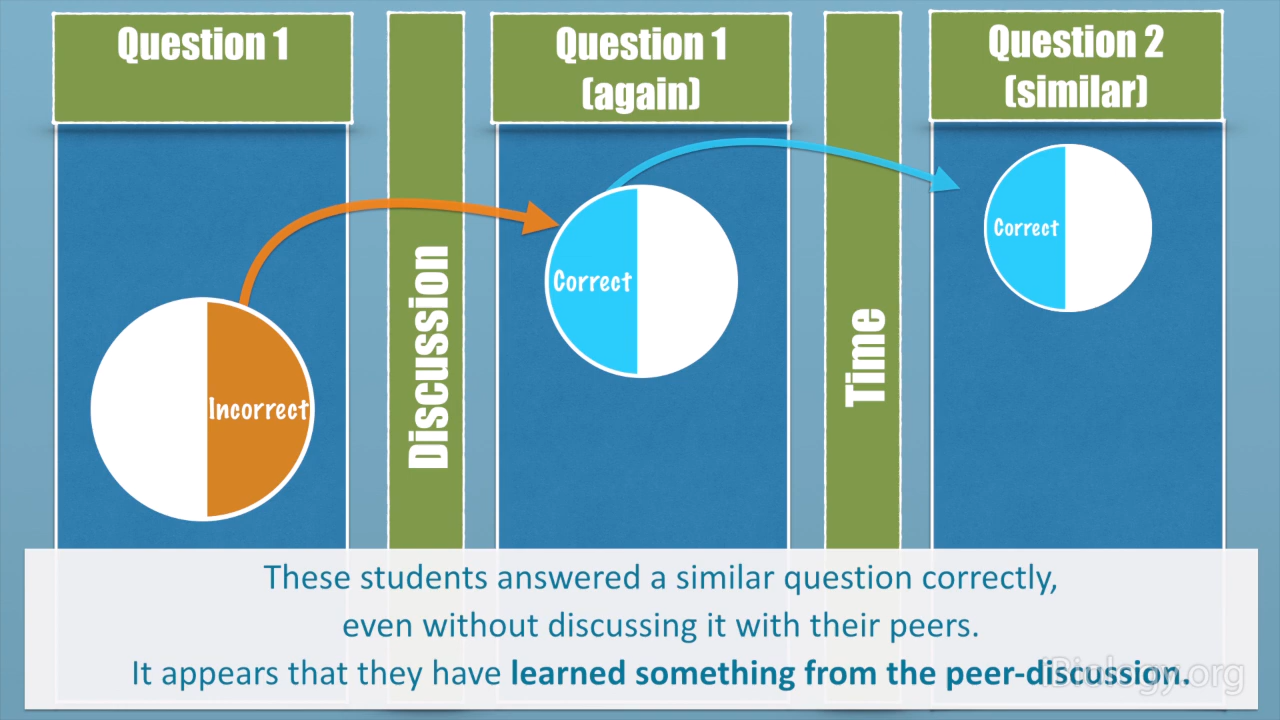 Question 1
Discussion
Question 1
(again)
Time
Question 2
(similar)
Incorrect
Correct
Correct
These students answered a similar question correctly,
even without discussing it with their peers.
It appears that they have learned something from the peer-discussion.
iBiology.org